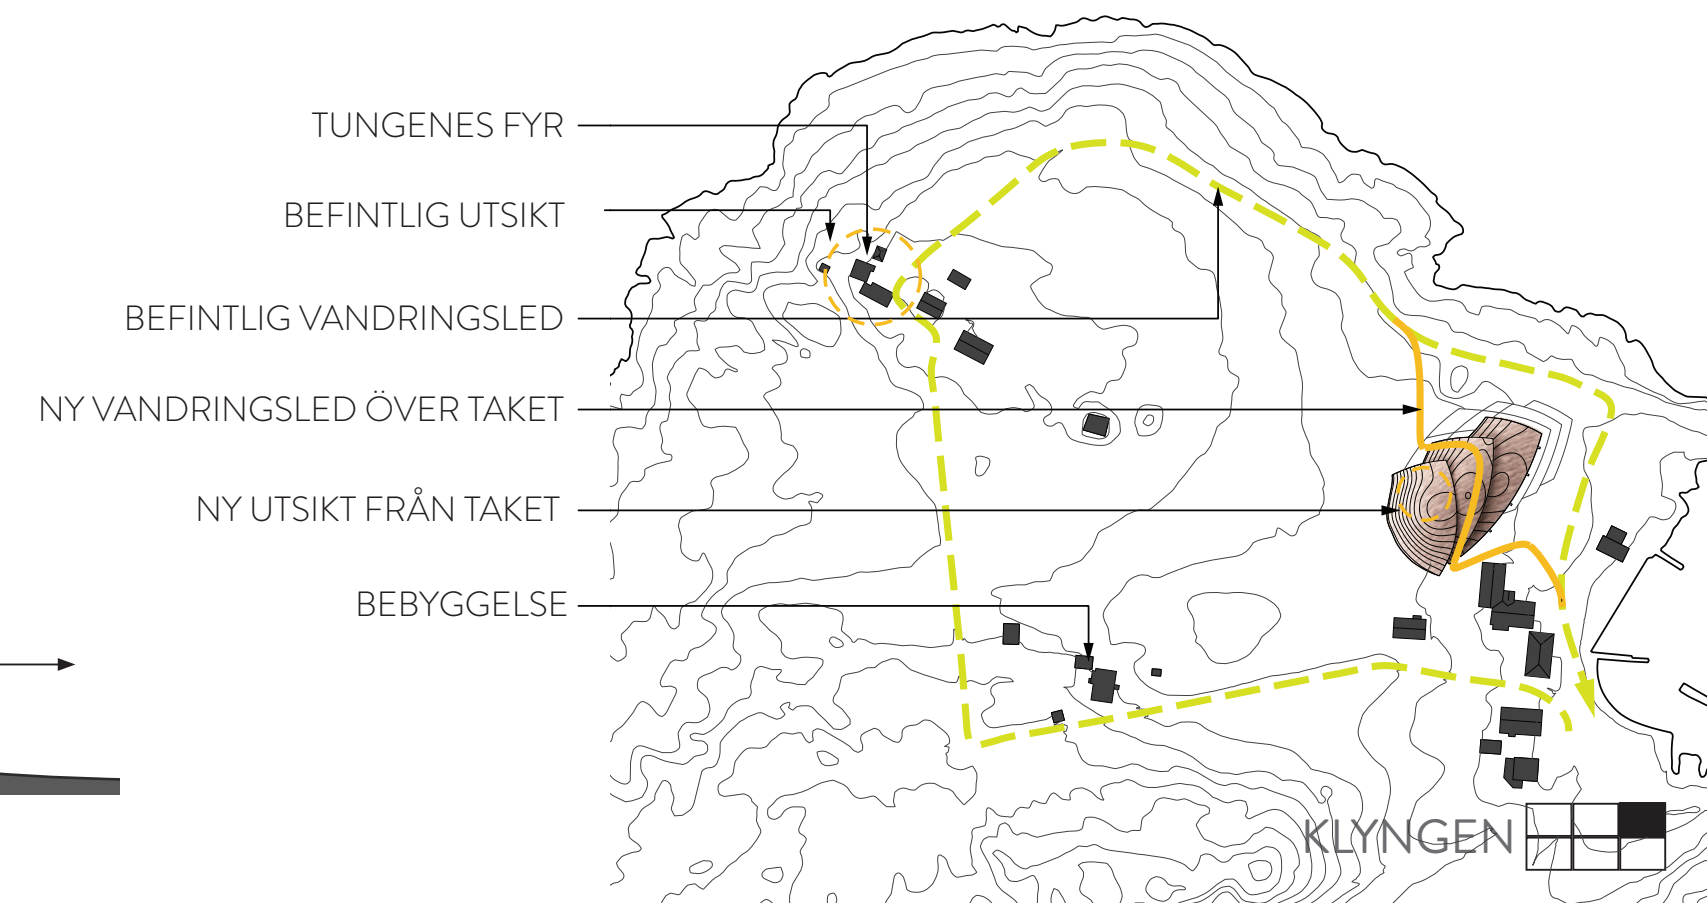 TUNGENES FYR
BEFINTLIG UTSIKT
BEFINTLIG VANDRINGSLED
NY VANDRINGSLED ÖVER TAKET
NY UTSIKT FRÅN TAKET
BEBYGGELSE
KLYNGEN